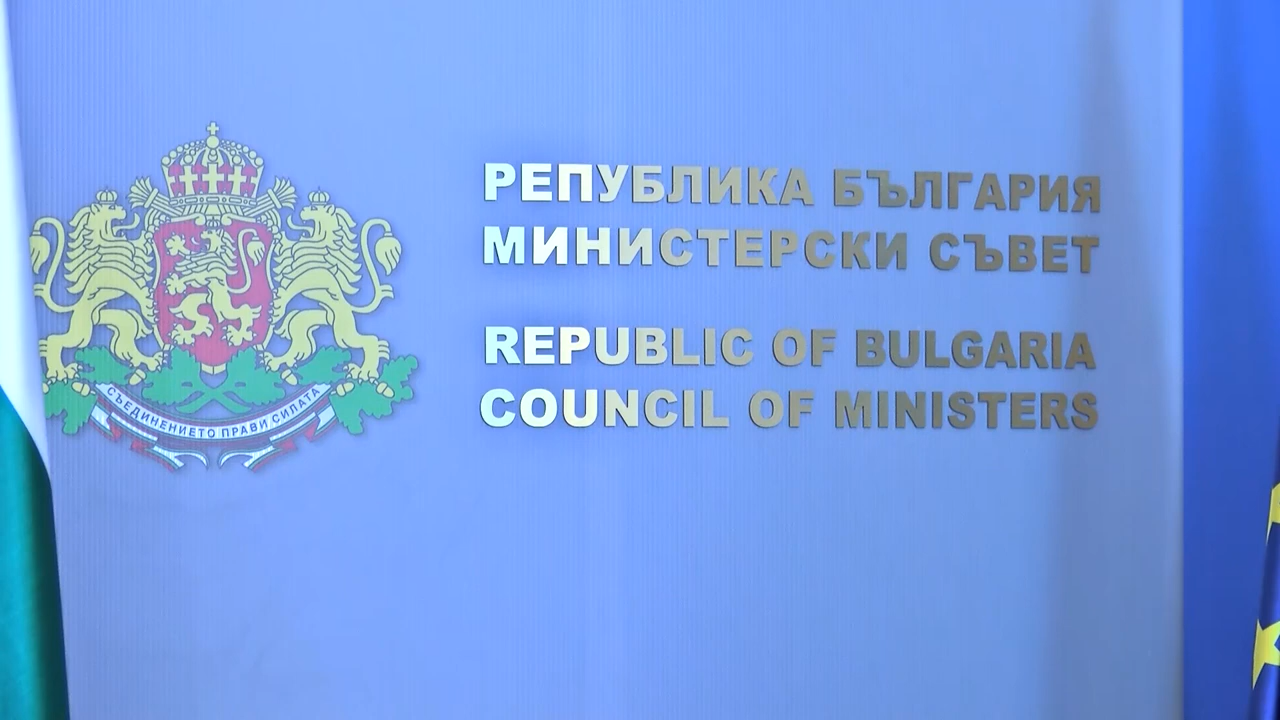 РЕПУБЛИКА БЪЛГАРИЯ
МИНИСТЕРСКИ СЪВЕТ
REPUBLIC OF BULGARIA
COUNCIL OF MINISTERS
СЪЕДИНЕНИЕТО ПРАВИ СИЛАТА